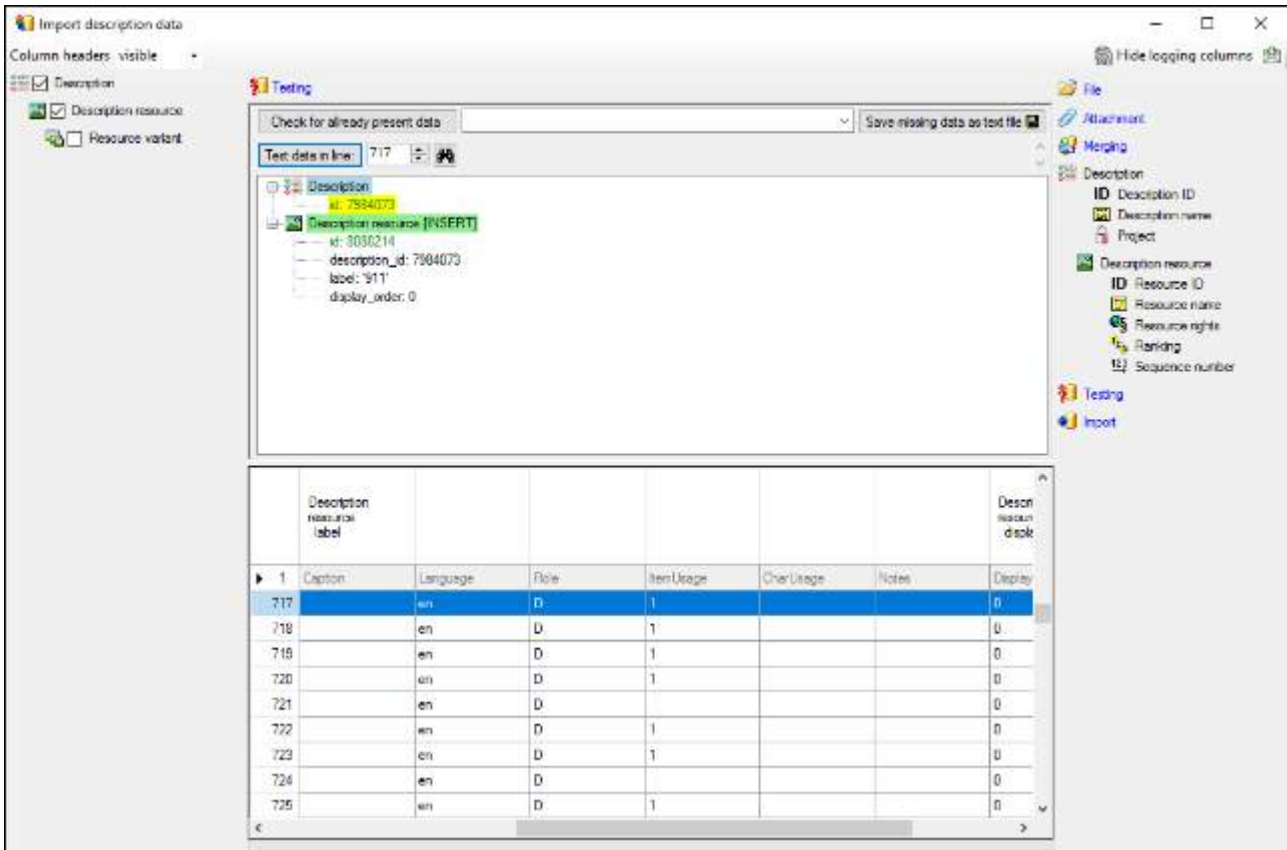 Import description data
Column headers visible
Hide logging columns
Description
Description resource
Resource variant
Testing
Check for already present data
Save missing data as text file
Test data in line: 717
Description
id: 7984073
Description resource [INSERT]
description_id: 7984073
label: '911'
display_order: 0
File
Attachment
Merging
Description
ID Description ID
Description name
Project
Description resource
ID Resource ID
Resource name
Resource rights
Ranking
Sequence number
Testing
Import
Description resource label
1 Caption Language Role ItemUsage CharUsage Notes Display
717 en D 1 0
718 en D 1 0
719 en D 1 0
720 en D 1 0
721 en D 0
722 en D 1 0
723 en D 1 0
724 en D 0
725 en D 1 0